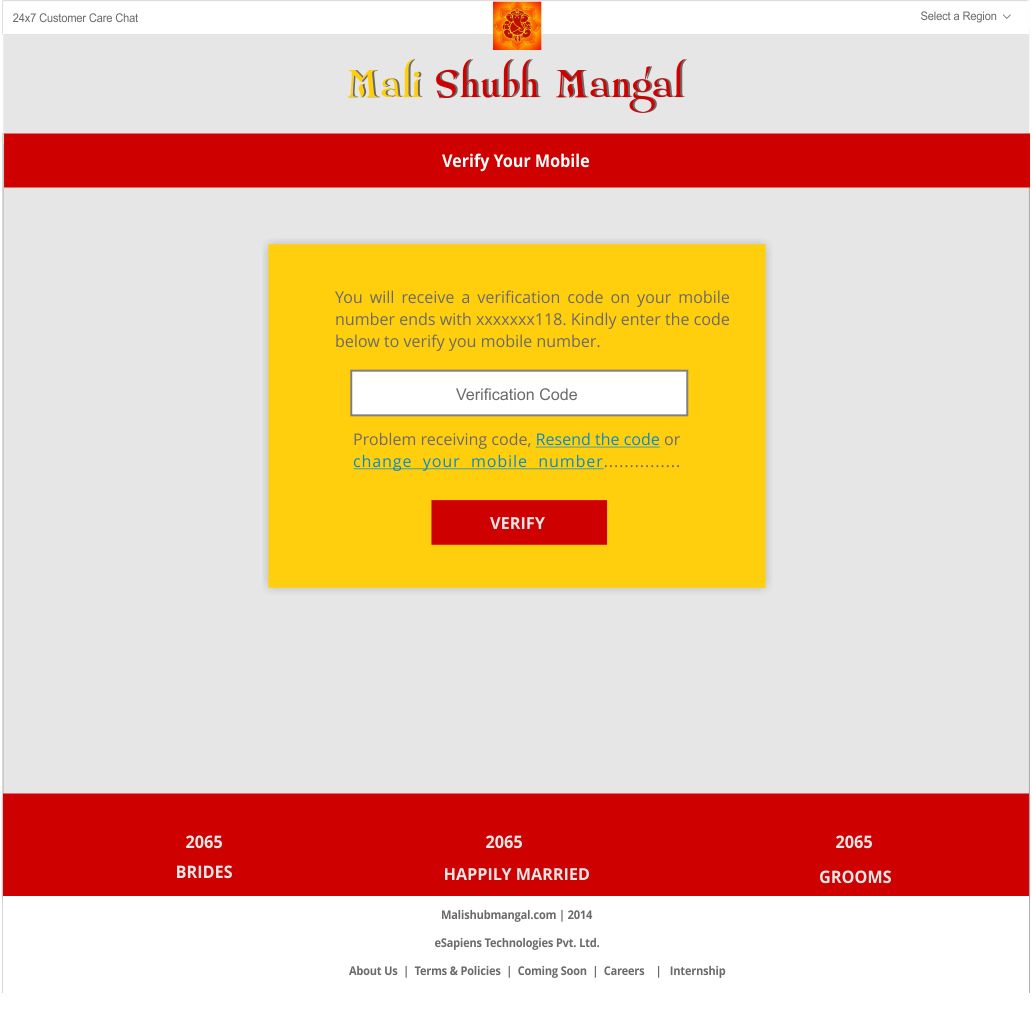 24x7 Customer Care Chat
Select a Region
Mali Shubh Mangal
Verify Your Mobile
You will receive a verification code on your mobile
number ends with xxxxxxx118. Kindly enter the code
below to verify you mobile number.
Verification Code
Problem receiving code, Resend the code or
change your mobile number...............
VERIFY
2065 2065 2065
BRIDES HAPPILY MARRIED GROOMS
Malishubmangal.com | 2014
eSapiens Technologies Pvt. Ltd.
About Us | Terms & Policies | Coming Soon | Careers | Internship